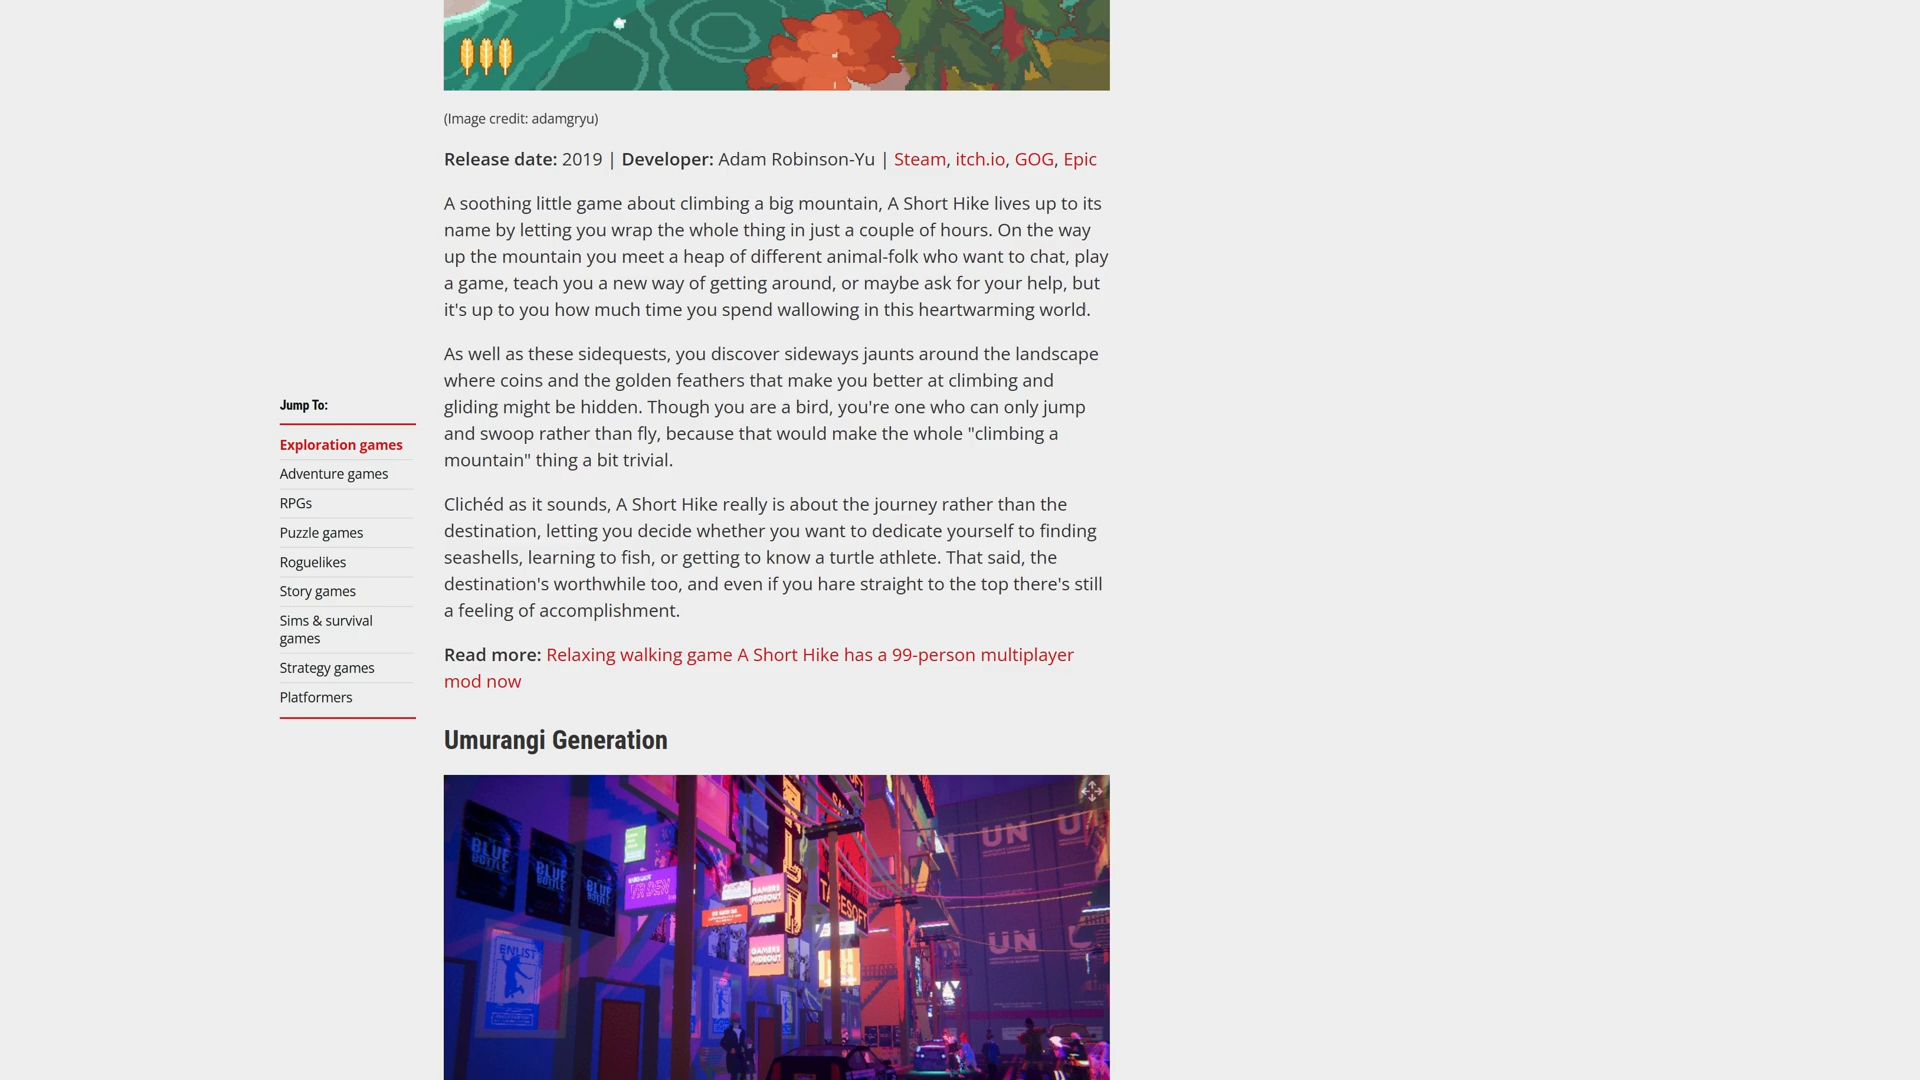 (Image credit: adamgryu)
Release date: 2019 | Developer: Adam Robinson-Yu | Steam, itch.io, GOG, Epic
A soothing little game about climbing a big mountain, A Short Hike lives up to its
name by letting you wrap the whole thing in just a couple of hours. On the way
up the mountain you meet a heap of different animal-folk who want to chat, play
a game, teach you a new way of getting around, or maybe ask for your help, but
it's up to you how much time you spend wallowing in this heartwarming world.
As well as these sidequests, you discover sideways jaunts around the landscape
where coins and the golden feathers that make you better at climbing and
gliding might be hidden. Though you are a bird, you're one who can only jump
and swoop rather than fly, because that would make the whole "climbing a
mountain" thing a bit trivial.
Clichéd as it sounds, A Short Hike really is about the journey rather than the
destination, letting you decide whether you want to dedicate yourself to finding
seashells, learning to fish, or getting to know a turtle athlete. That said, the
destination's worthwhile too, and even if you hare straight to the top there's still
a feeling of accomplishment.
Read more: Relaxing walking game A Short Hike has a 99-person multiplayer
mod now
Jump To:
Exploration games
Adventure games
RPGs
Puzzle games
Roguelikes
Story games
Sims & survival
games
Strategy games
Platformers
Umurangi Generation
BLUE
BOTTLE
BLUE
BOTTLE
BLUE
BOTTLE
VR DEN
GAMERS
HIDEOUT
GAMERS
HIDEOUT
ENLIST
UN
U
UN